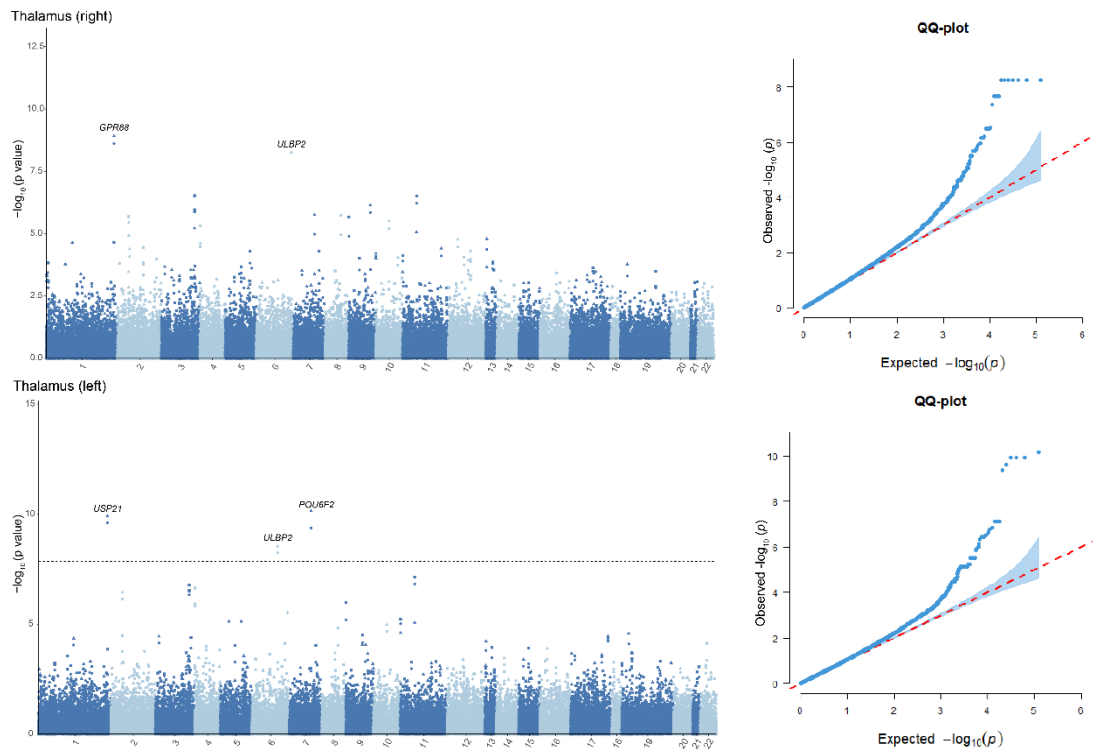 Thalamus (right)
12.5
10.0
7.5
5.0
2.5
0.0
−log10 (p value)
GPR88
ULBP2
1 2 3 4 5 6 7 8 9 10 11 12 13 14 15 16 17 18 19 20 21 22
QQ-plot
8
6
4
2
0
Observed -log10 (p)
0 1 2 3 4 5 6
Expected −log10(p)
Thalamus (left)
15
10
5
0
−log10 (p value)
USP21
POU6F2
ULBP2
1 2 3 4 5 6 7 8 9 10 11 12 13 14 15 16 17 18 19 20 21 22
QQ-plot
10
8
6
4
2
0
Observed -log10 (p)
0 1 2 3 4 5 6
Expected −log10(p)